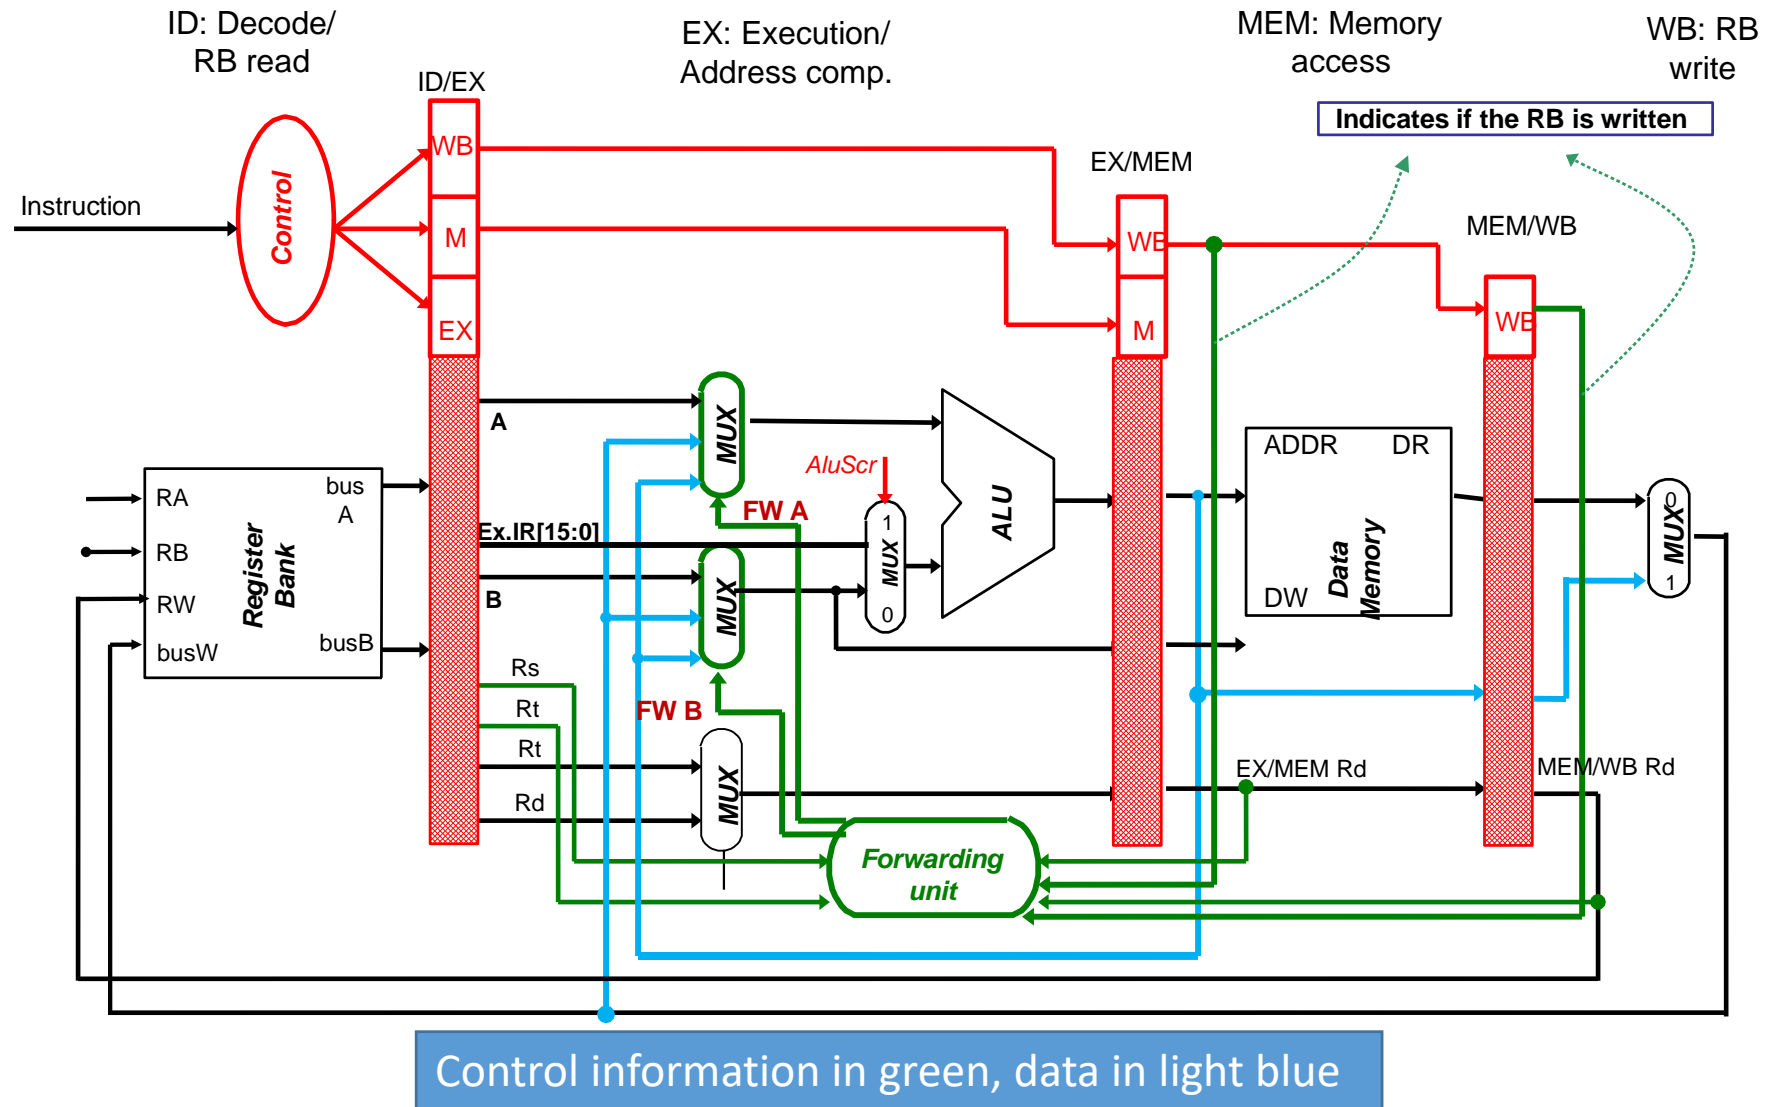 ID: Decode/
RB read
EX: Execution/
Address comp.
MEM: Memory
access
WB: RB
write
ID/EX
Indicates if the RB is written
WB
EX/MEM
Control
Instruction
M
WB
MEM/WB
EX
M
WB
A
MUX
ADDR
DR
AluScr
RA
bus
A
FW A
1
ALU
0
MUX
Ex.IR[15:0]
RB
Register
Bank
MUX
MUX
Data
Memory
1
B
RW
DW
0
busW
busB
Rs
Rt
FW B
Rt
MUX
EX/MEM Rd
MEM/WB Rd
Rd
Forwarding
unit
Control information in green, data in light blue